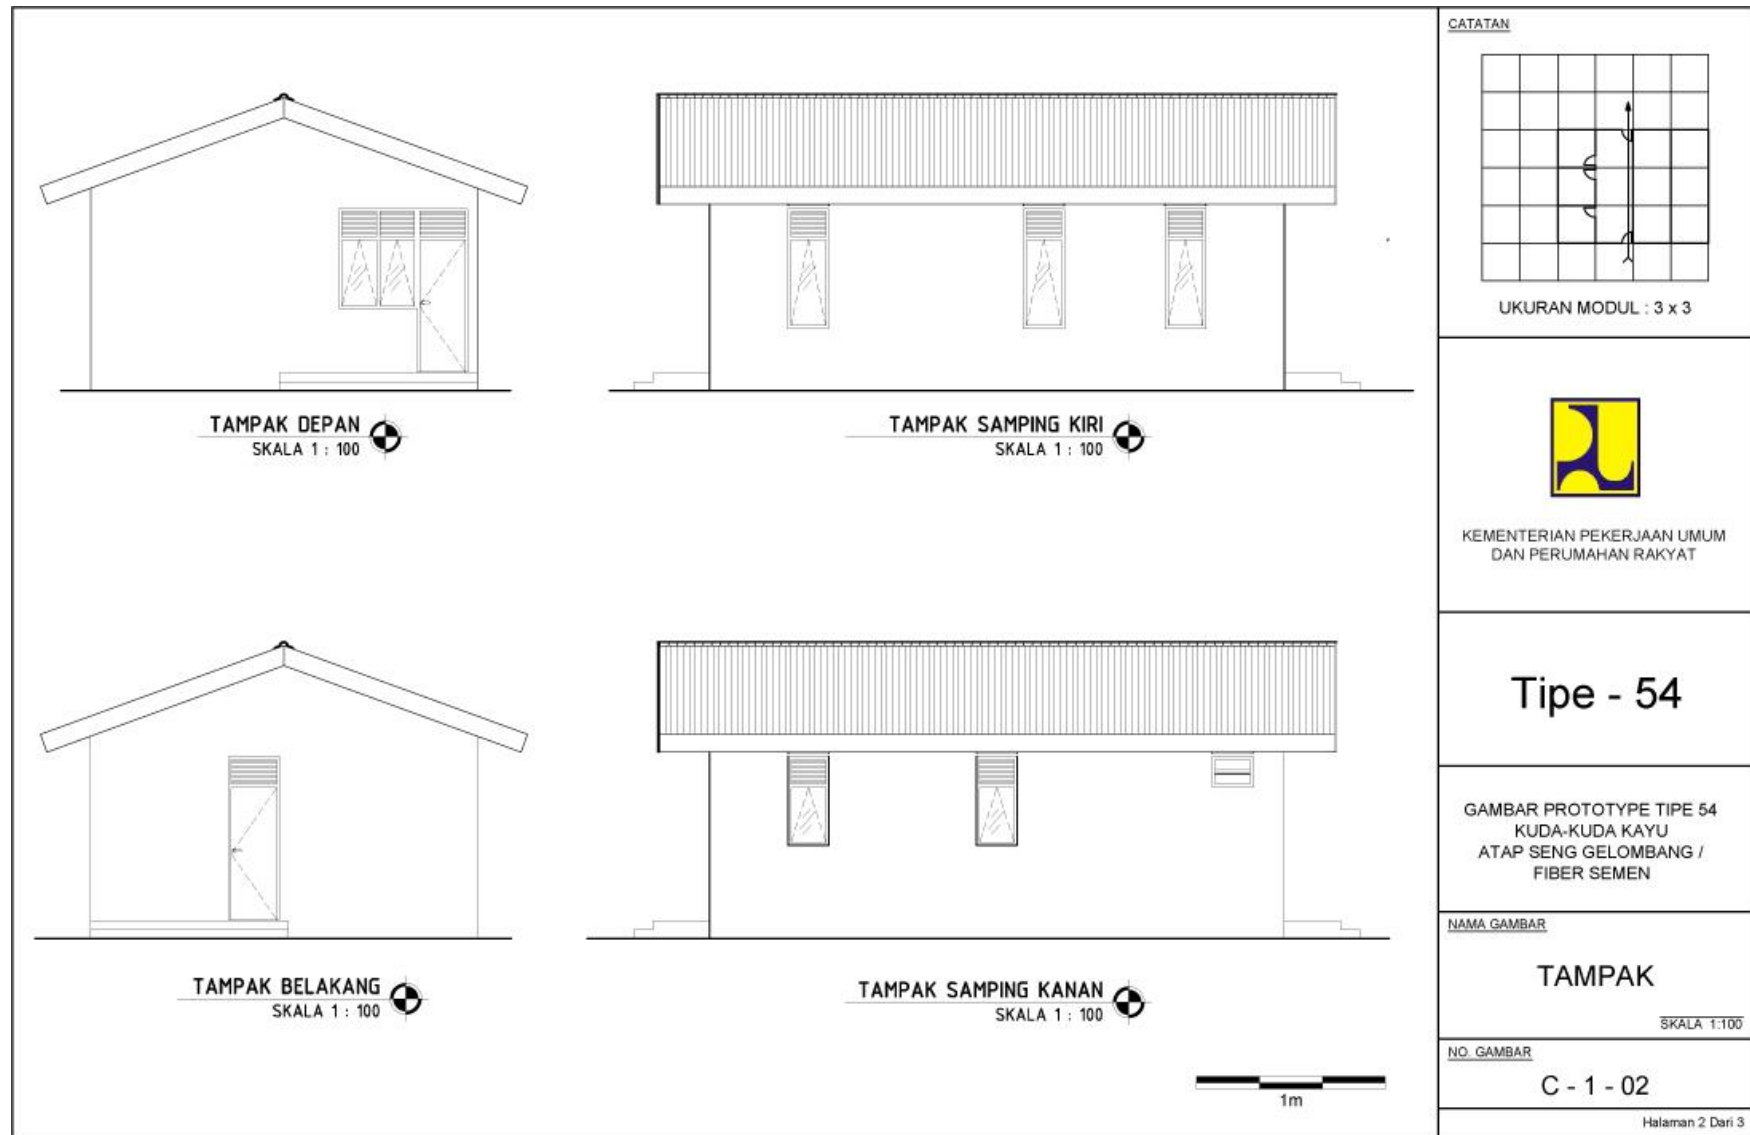 TAMPAK DEPAN
SKALA 1 : 100
TAMPAK SAMPING KIRI
SKALA 1 : 100
TAMPAK BELAKANG
SKALA 1 : 100
TAMPAK SAMPING KANAN
SKALA 1 : 100
1m
CATATAN
UKURAN MODUL : 3 x 3
KEMENTERIAN PEKERJAAN UMUM
DAN PERUMAHAN RAKYAT
Tipe - 54
GAMBAR PROTOTYPE TIPE 54
KUDA-KUDA KAYU
ATAP SENG GELOMBANG /
FIBER SEMEN
NAMA GAMBAR
TAMPAK
SKALA 1:100
NO. GAMBAR
C - 1 - 02
Halaman 2 Dari 3